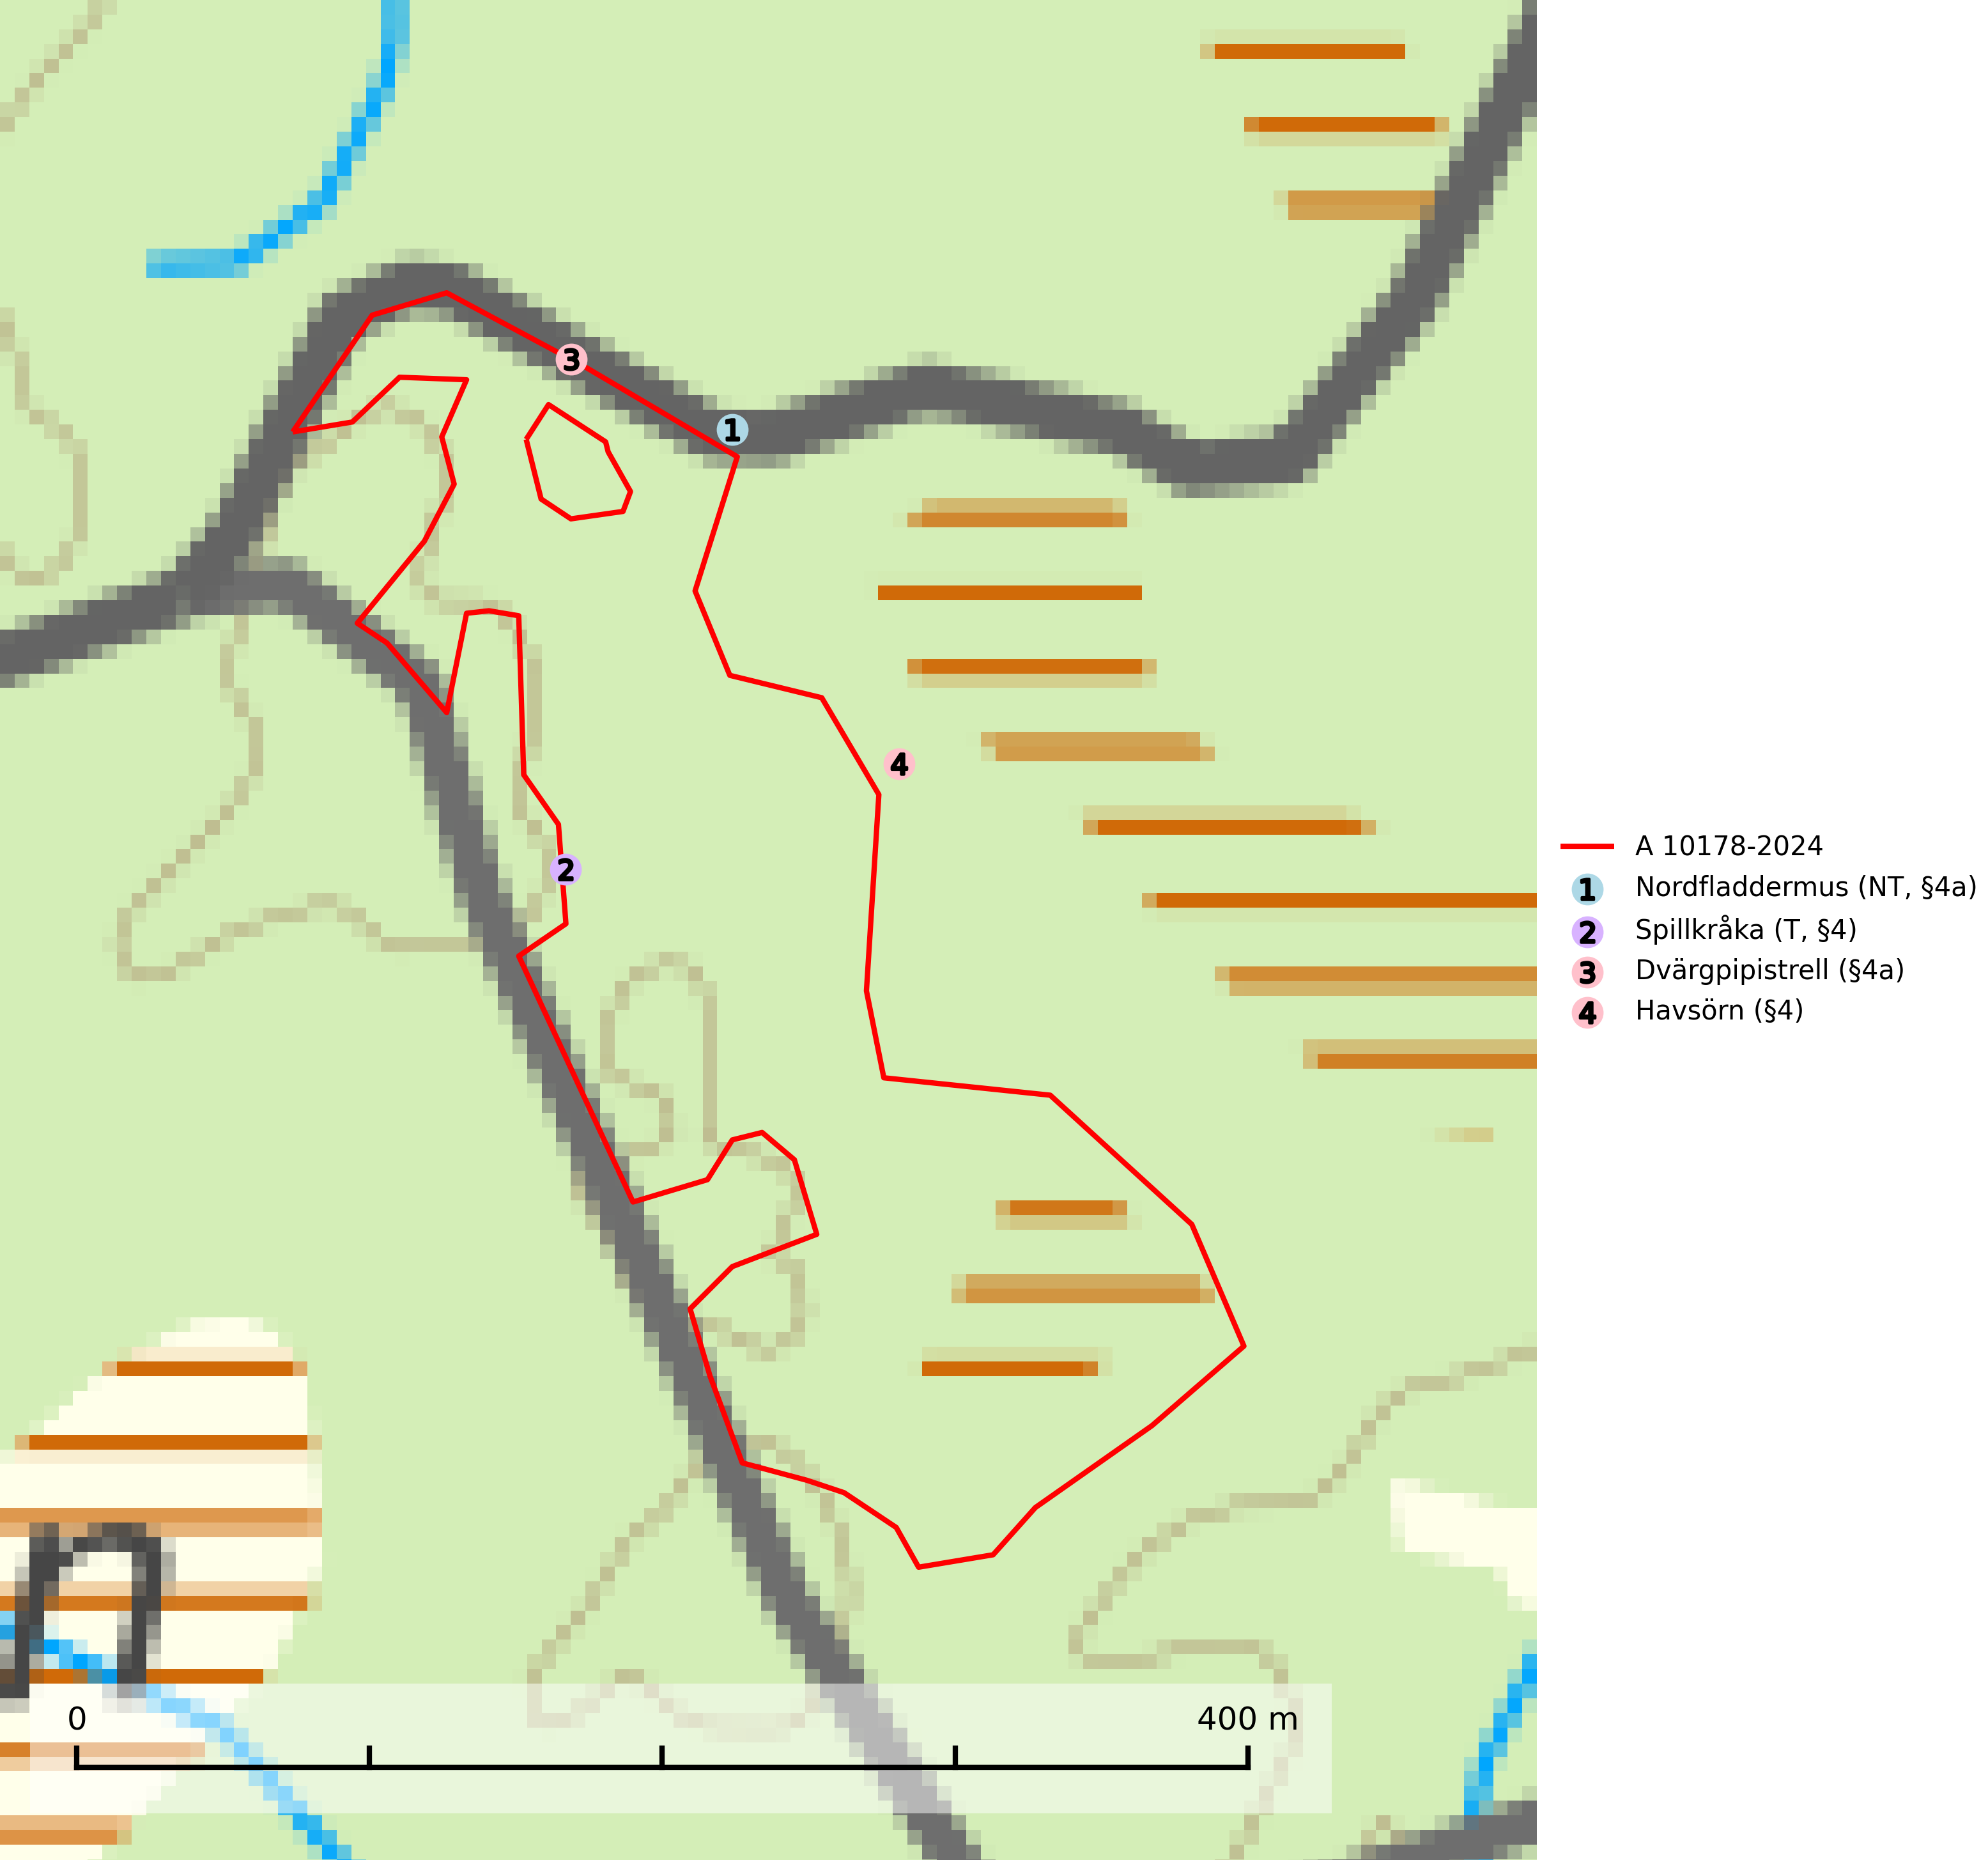 3
1
4
2
A 10178-2024
1 Nordfladdermus (NT, §4a)
2 Spillkråka (T, §4)
3 Dvärgpipistrell (§4a)
4 Havsörn (§4)
0 400 m